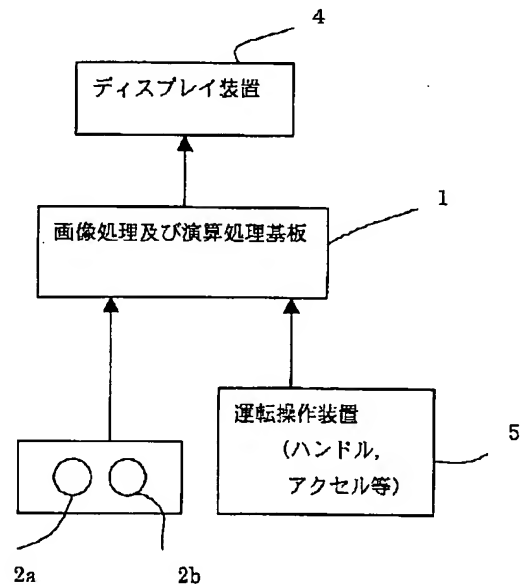 4
ディスプレイ装置
1
画像処理及び演算処理基板
運転操作装置
(ハンドル,
アクセル等)
5
2a
2b